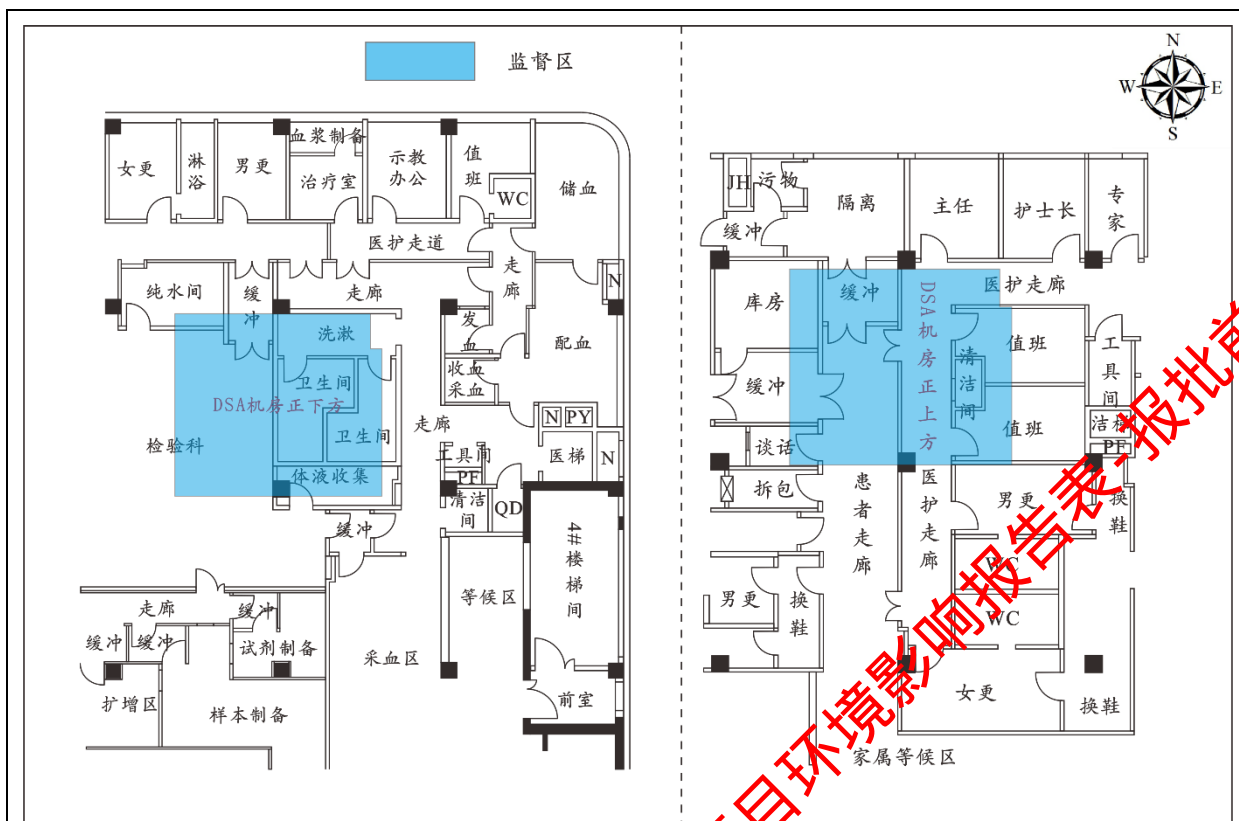 监督区
N
W
E
S
女更
淋浴
男更
血浆制备
治疗室
示教办公
值班
WC
储血
医护走道
纯水间
缓冲
走廊
走廊
N
洗漱
发血
配血
卫生间
收血采血
DSA机房正下方
卫生间
走廊
N
PY
检验科
工具间
医梯
N
体液收集
PF
清洁间
QD
缓冲
4#楼梯间
等候区
走廊
缓冲
缓冲
缓冲
试剂制备
采血区
扩增区
样本制备
前室
JH
污物
隔离
主任
护士长
专家
缓冲
医护走廊
库房
缓冲
DSA机房正上方
值班
工具间
清洁间
缓冲
值班
洁梯
谈话
PF
拆包
患者走廊
医护走廊
男更
换鞋
WC
男更
换鞋
WC
女更
换鞋
家属等候区
项目环境影响报告表-报批前